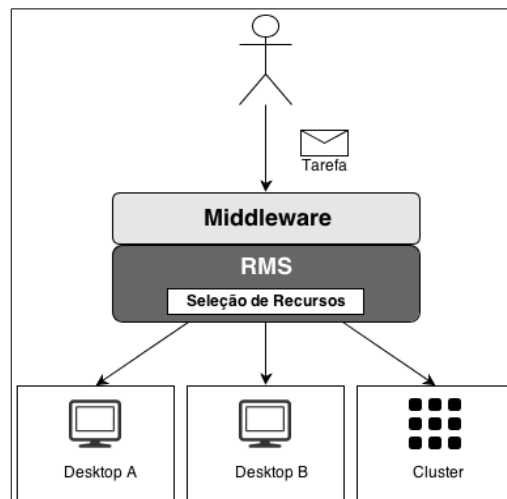 Tarefa
Middleware
RMS
Seleção de Recursos
Desktop A
Desktop B
Cluster